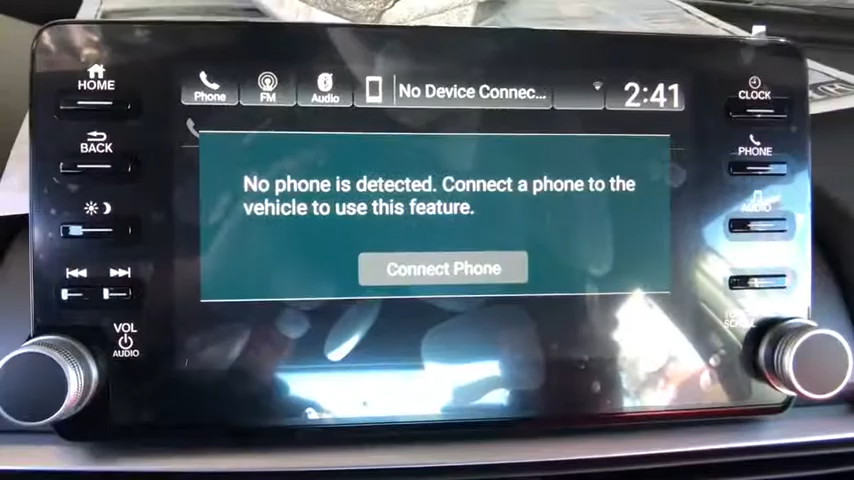 HOME
Phone
FM
Audio
No Device Connec...
2:41
CLOCK
BACK
PHONE
No phone is detected. Connect a phone to the
vehicle to use this feature.
AUDIO
Connect Phone
VOL
AUDIO
SCROLL